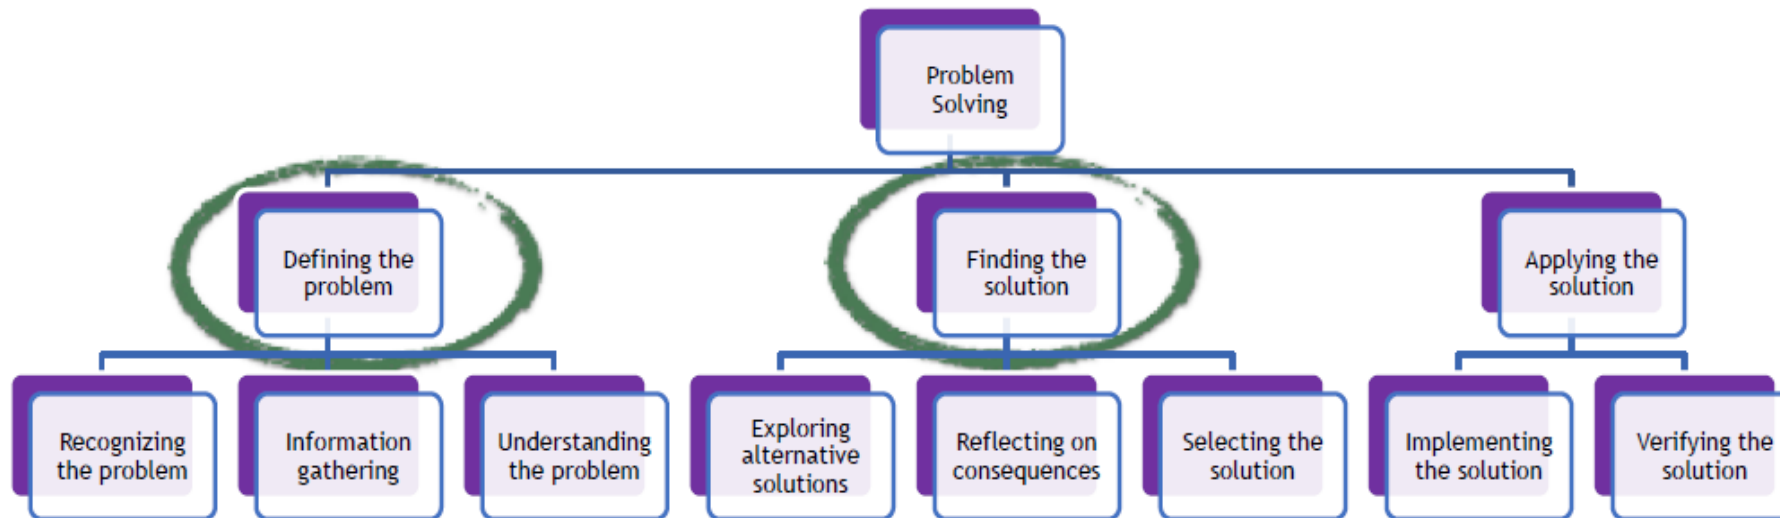 Problem
Solving
Defining the
problem
Finding the
solution
Applying the
solution
Recognizing
the problem
Information
gathering
Understanding
the problem
Exploring
alternative
solutions
Reflecting on
consequences
Selecting the
solution
Implementing
the solution
Verifying the
solution